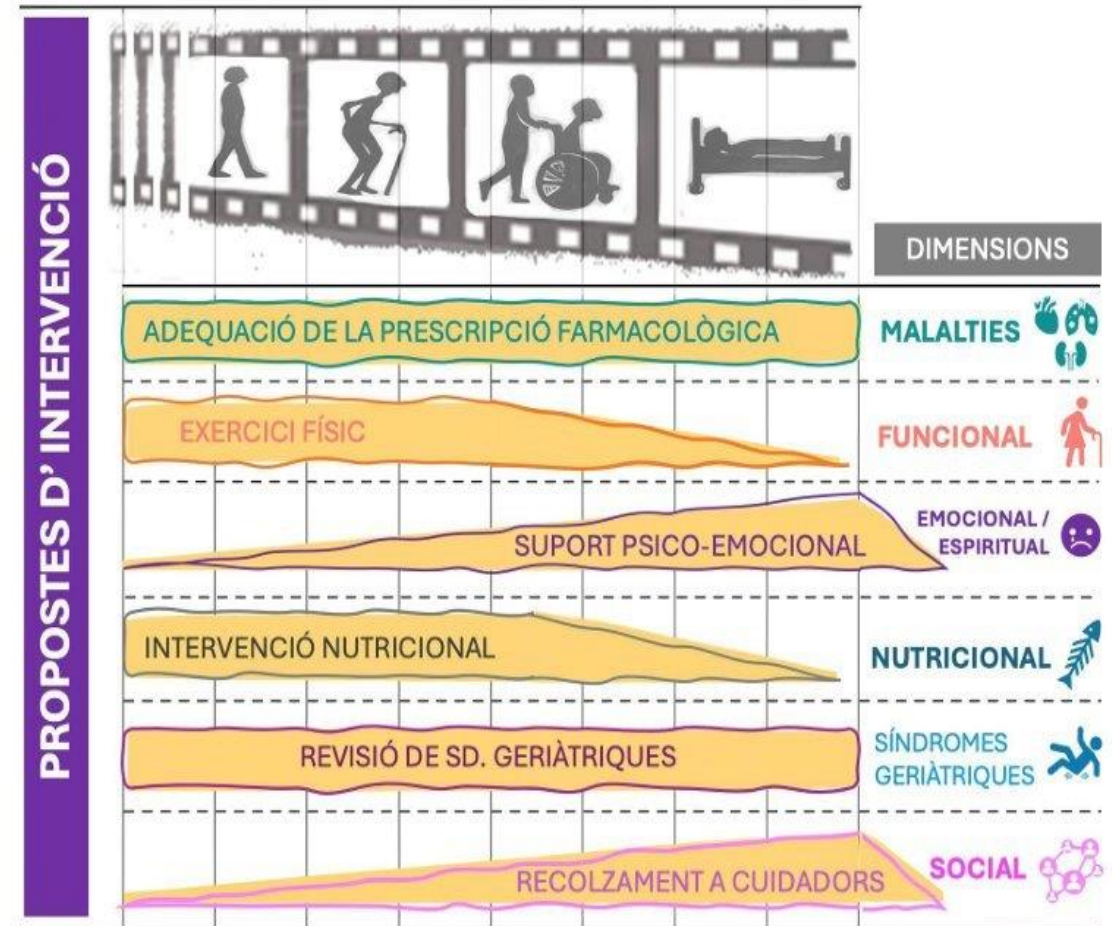 PROPOSTES D' INTERVENCIÓ
DIMENSIONS
ADEQUACIÓ DE LA PRESCRIPCIÓ FARMACOLÒGICA
MALALTIES
EXERCICI FÍSIC
FUNCIONAL
SUPORT PSICO-EMOCIONAL
EMOCIONAL /
ESPIRITUAL
INTERVENCIÓ NUTRICIONAL
NUTRICIONAL
REVISIÓ DE SD. GERIÀTRIQUES
SÍNDROMES
GERIÀTRIQUES
RECOLZAMENT A CUIDADORS
SOCIAL